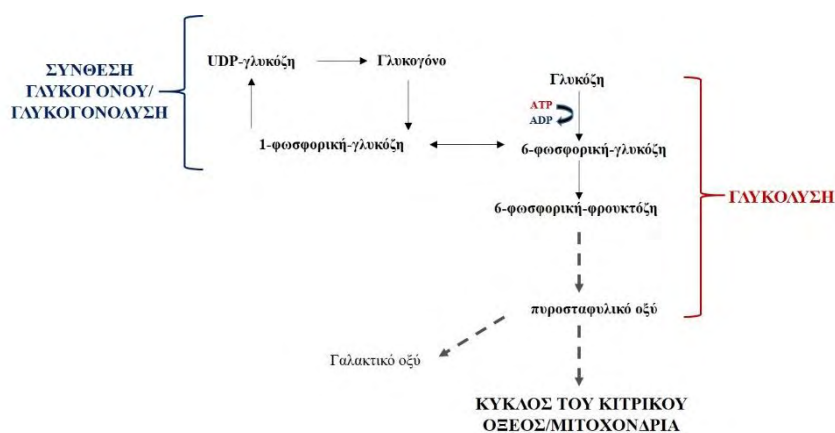 ΣΥΝΘΕΣΗ
ΓΛΥΚΟΓΟΝΟΥ/
ΓΛΥΚΟΓΟΝΟΛΥΣΗ
UDP-γλυκόζη
Γλυκογόνο
1-φωσφορική-γλυκόζη
Γλυκόζη
ATP
ADP
6-φωσφορική-γλυκόζη
6-φωσφορική-φρουκτόζη
ΓΛΥΚΟΛΥΣΗ
πυροσταφυλικό οξύ
Γαλακτικό οξύ
ΚΥΚΛΟΣ ΤΟΥ ΚΙΤΡΙΚΟΥ
ΟΞΕΟΣ/ΜΙΤΟΧΟΝΔΡΙΑ